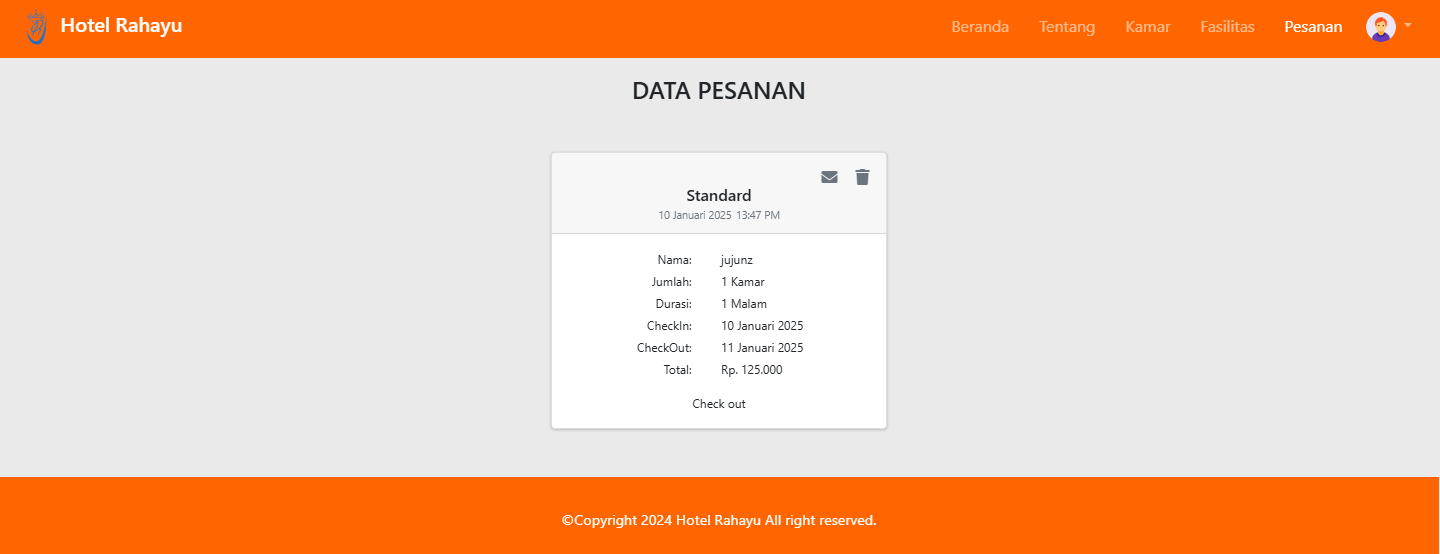 Hotel Rahayu
Beranda Tentang Kamar Fasilitas Pesanan
DATA PESANAN
Standard
10 Januari 2025 13:47 PM
Nama: jujunz
Jumlah: 1 Kamar
Durasi: 1 Malam
CheckIn: 10 Januari 2025
CheckOut: 11 Januari 2025
Total: Rp. 125.000
Check out
©Copyright 2024 Hotel Rahayu All right reserved.